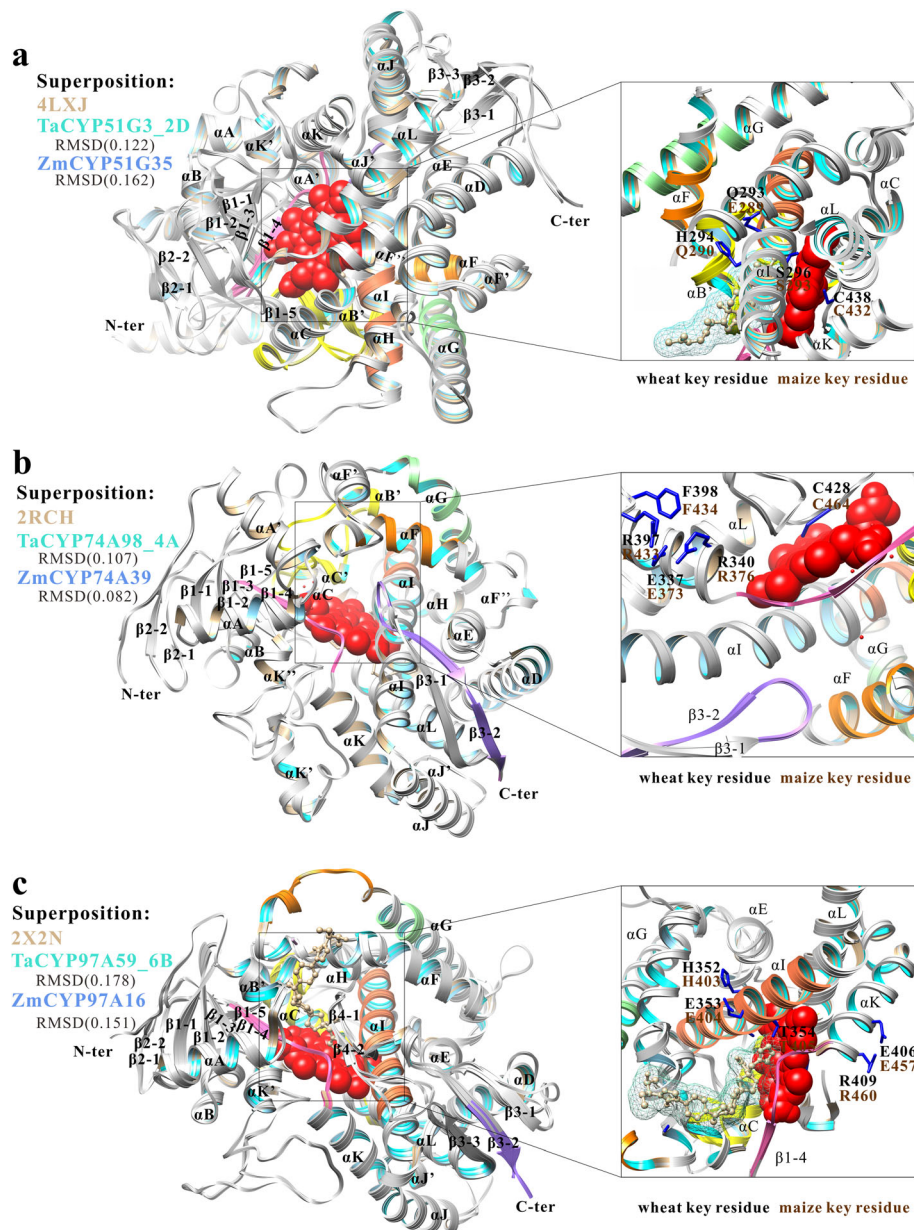 a
Superposition:
4LXJ
TaCYP51G3_2D
RMSD(0.122)
ZmCYP51G35
RMSD(0.162)
αJ
β3-3
β3-2
β3-1
αA
αK'
αK
αL
αB
αJ'
αE
αA'
αD
β1-1
β1-2
β1-3
β1-4
C-ter
β2-2
β2-1
αF''
αF
αF'
αI
N-ter
β1-5
αB'
αC
αH
αG
αG
αF
αC
Q293
E289
αL
H294
Q290
αI
S296
αB'
C438
C432
αK
wheat key residue maize key residue
b
Superposition:
2RCH
TaCYP74A98_4A
RMSD(0.107)
ZmCYP74A39
RMSD(0.082)
αF'
αB'
αG
αA'
αF
β1-5
αC'
αI
β1-1
β1-3
β1-4
αC
αH
αF''
β1-2
αA
αE
β2-2
β2-1
αB
N-ter
αK''
αI
β3-1
αD
αL
αK
β3-2
αK'
αJ'
C-ter
αJ
F398
F434
C428
C464
αL
R397
R433
R340
R376
E337
E373
αI
αG
αF
β3-2
β3-1
wheat key residue maize key residue
c
Superposition:
2X2N
TaCYP97A59_6B
RMSD(0.178)
ZmCYP97A16
RMSD(0.151)
αG
αH
αF
αB'
β1-5
αC
β4-1
αI
β1-1
β1-3
β1-4
N-ter
β2-2
β1-2
β4-2
β2-1
αA
αE
αD
αB
αK'
β3-1
αL
β3-3
β3-2
αK
αJ'
C-ter
αJ
αE
αL
αG
H352
H403
αI
E353
E404
αK
T354
E406
E457
R409
R460
αC
β1-4
wheat key residue maize key residue